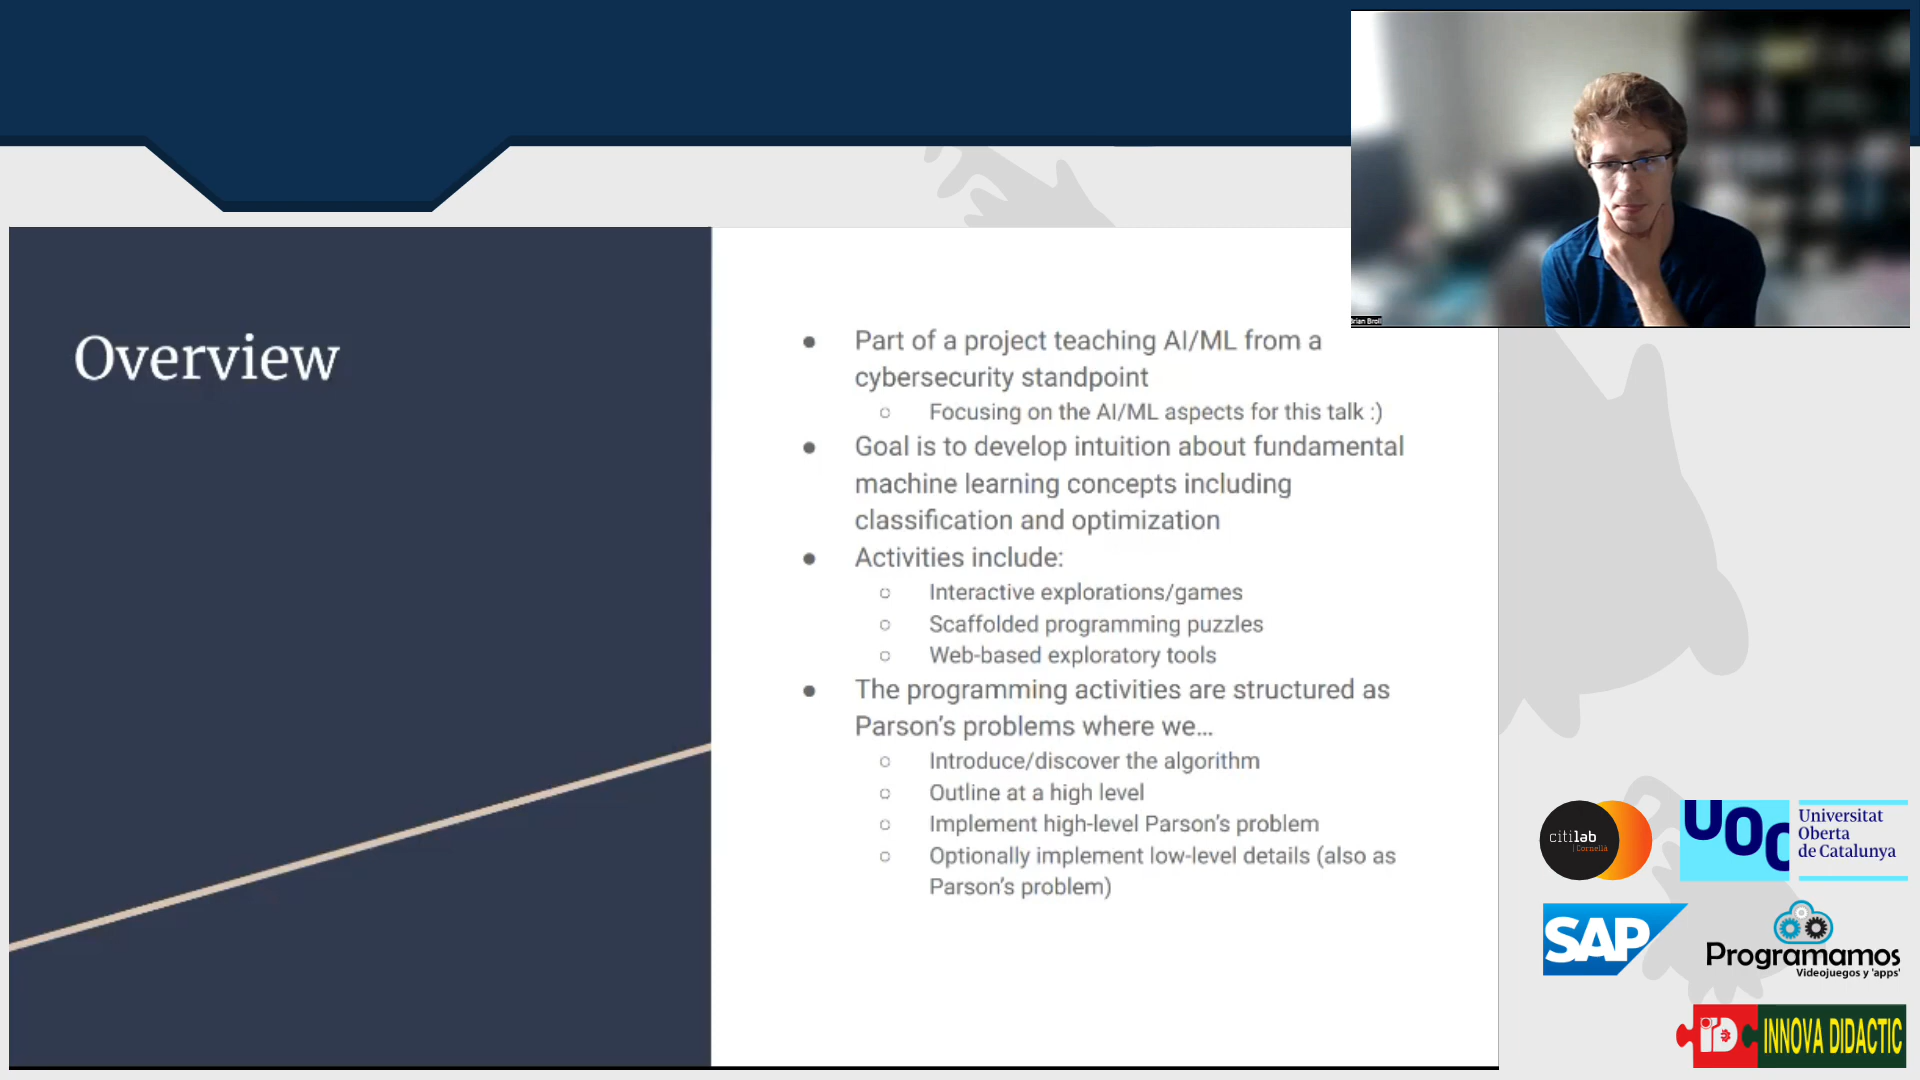 Brian Broll
Overview
Part of a project teaching AI/ML from a
cybersecurity standpoint
Focusing on the AI/ML aspects for this talk :)
Goal is to develop intuition about fundamental
machine learning concepts including
classification and optimization
Activities include:
Interactive explorations/games
Scaffolded programming puzzles
Web-based exploratory tools
The programming activities are structured as
Parson's problems where we...
Introduce/discover the algorithm
Outline at a high level
Implement high-level Parson's problem
Optionally implement low-level details (also as
Parson's problem)
citilab
Cornellà
UOC
Universitat
Oberta
de Catalunya
SAP
Programamos
Videojuegos y 'apps'
iD INNOVA DIDACTIC